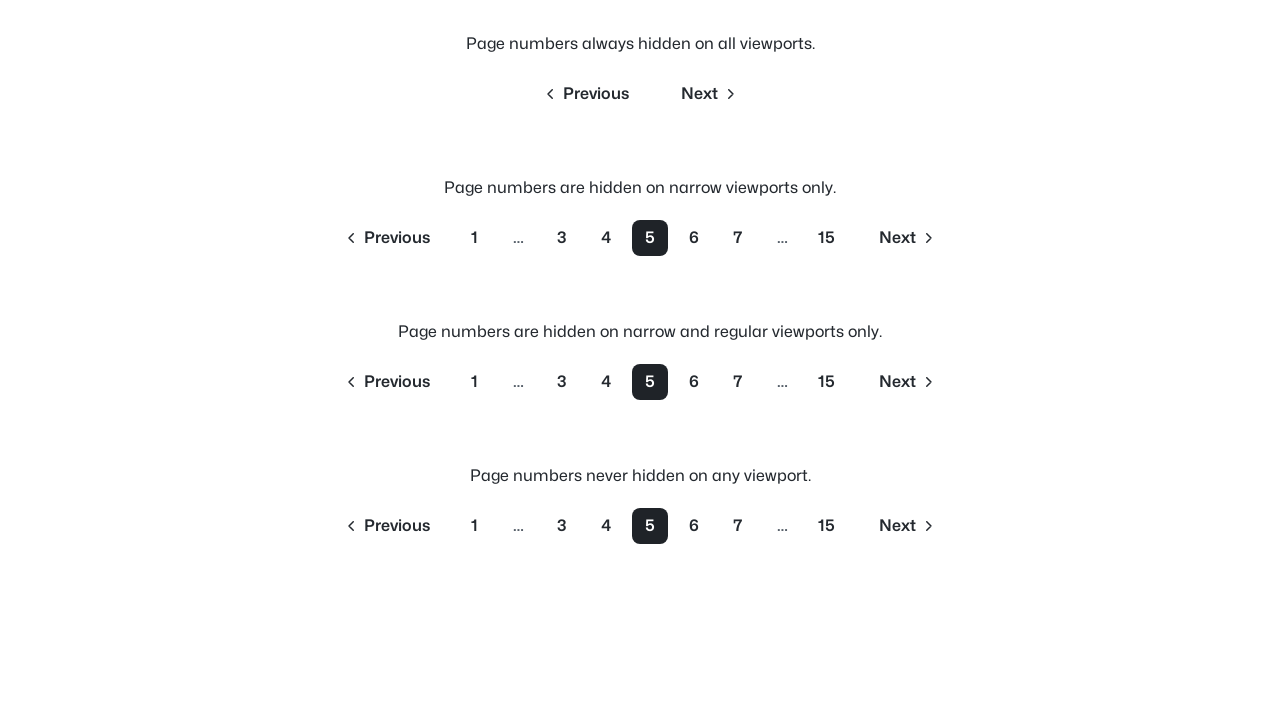 Page numbers always hidden on all viewports.
Previous Next
Page numbers are hidden on narrow viewports only.
Previous 1 … 3 4 5 6 7 … 15 Next
Page numbers are hidden on narrow and regular viewports only.
Previous 1 … 3 4 5 6 7 … 15 Next
Page numbers never hidden on any viewport.
Previous 1 … 3 4 5 6 7 … 15 Next